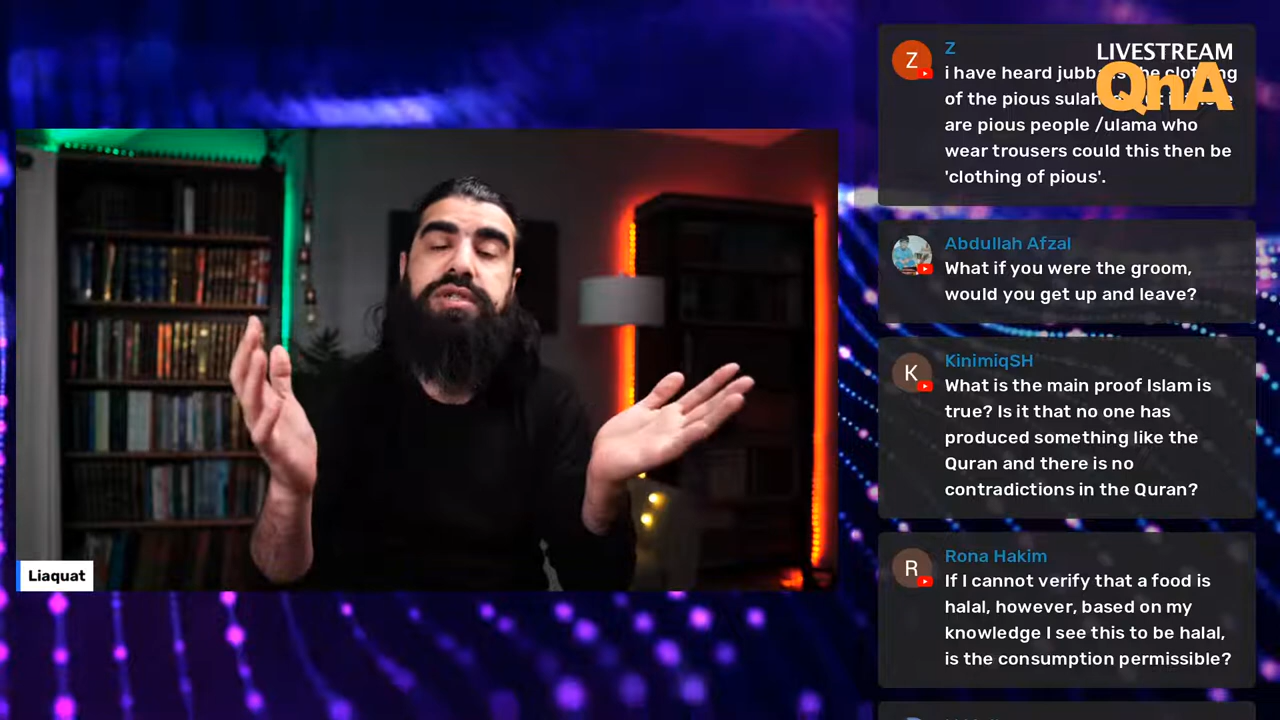 LIVESTREAM
QnA
Z
Z
i have heard
of the pious
are pious people /ulama who
wear trousers could this then be
'clothing of pious'.
Abdullah Afzal
What if you were the groom,
would you get up and leave?
K
KinimiqSH
What is the main proof Islam is
true? Is it that no one has
produced something like the
Quran and there is no
contradictions in the Quran?
R
Rona Hakim
If I cannot verify that a food is
halal, however, based on my
knowledge I see this to be halal,
is the consumption permissible?
Liaquat